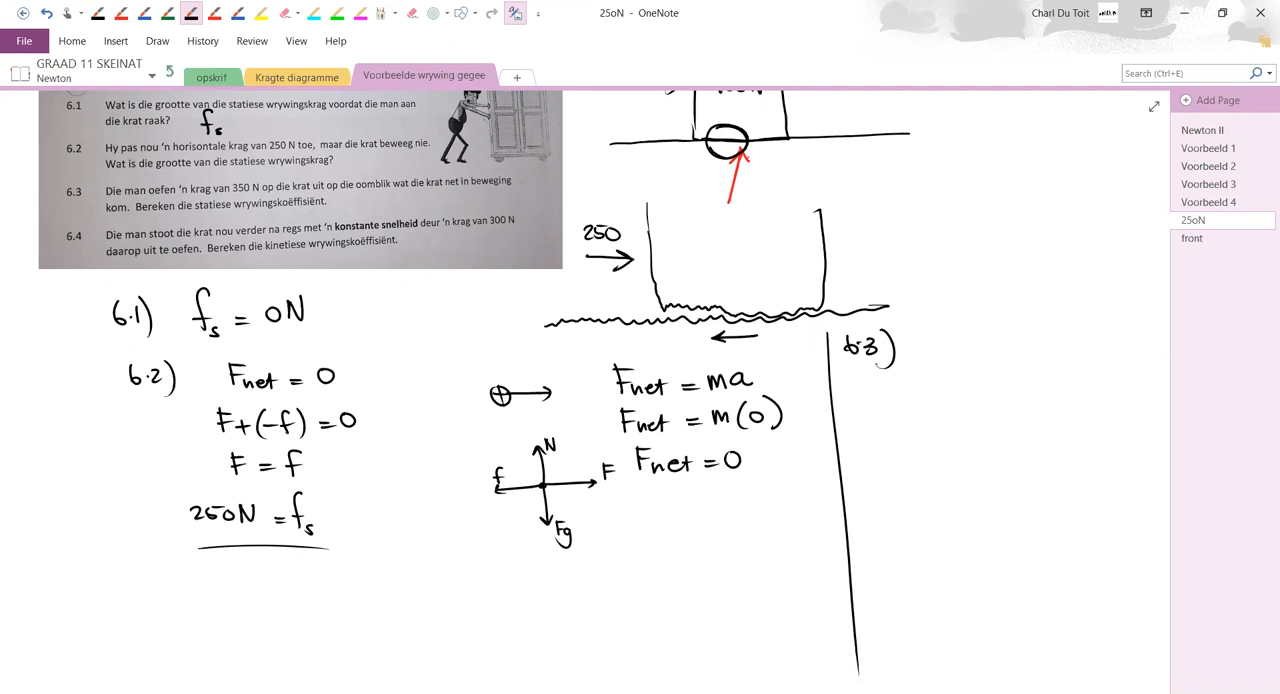 25oN - OneNote
Charl Du Toit
File Home Insert Draw History Review View Help
GRAAD 11 SKEINAT
Newton
opskrif
Kragte diagramme
Voorbeelde wrywing gegee
+
Search (Ctrl+E)
Add Page
Newton II
Voorbeeld 1
Voorbeeld 2
Voorbeeld 3
Voorbeeld 4
25oN
front
6.1 Wat is die grootte van die statiese wrywingskrag voordat die man aan
die krat raak?
fs
6.2 Hy pas nou 'n horisontale krag van 250 N toe, maar die krat beweeg nie.
Wat is die grootte van die statiese wrywingskrag?
6.3 Die man oefen 'n krag van 350 N op die krat uit op die oomblik wat die krat net in beweging
kom. Bereken die statiese wrywingskoëffisiënt.
6.4 Die man stoot die krat nou verder na regs met 'n konstante snelheid deur 'n krag van 300 N
daarop uit te oefen. Bereken die kinetiese wrywingskoëffisiënt.
250
6.1) fs = 0N
6.2) Fnet = 0
F+(-f) = 0
F = f
250N = fs
N
f
F
Fg
Fnet = ma
Fnet = m(0)
Fnet = 0
6.3)